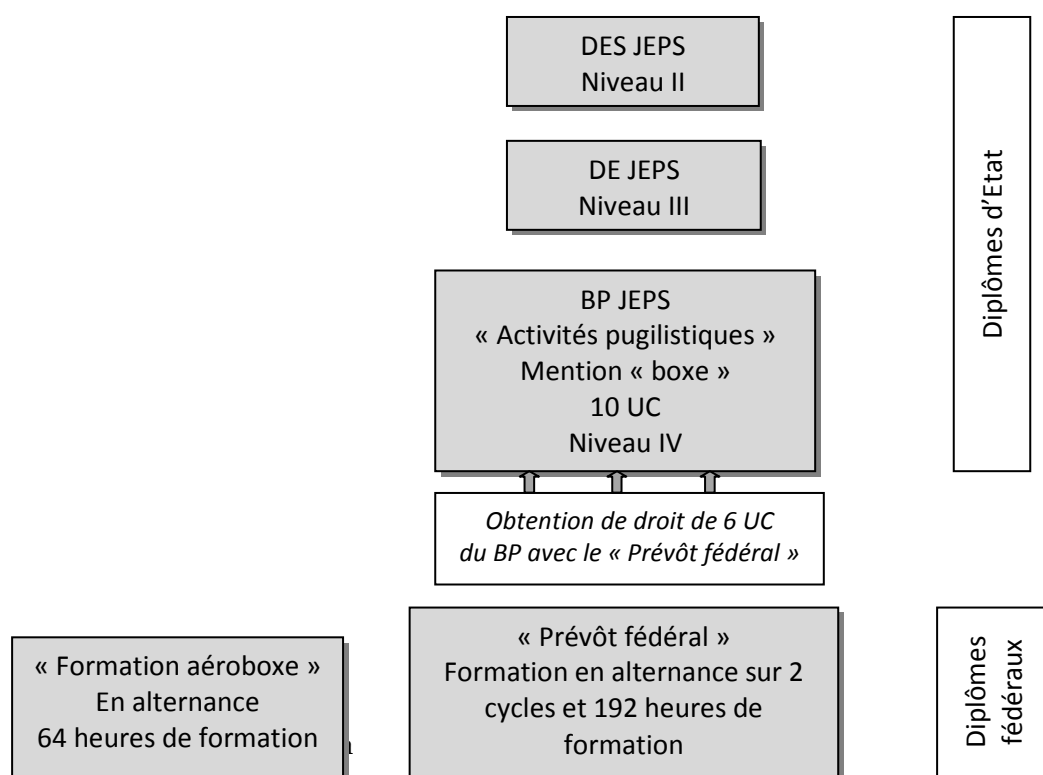 DES JEPS
Niveau II
DE JEPS
Niveau III
Diplômes d'Etat
BP JEPS
« Activités pugilistiques »
Mention « boxe »
10 UC
Niveau IV
Obtention de droit de 6 UC
du BP avec le « Prévôt fédéral »
« Formation aéroboxe »
En alternance
64 heures de formation
« Prévôt fédéral »
Formation en alternance sur 2
cycles et 192 heures de
formation
Diplômes
fédéraux